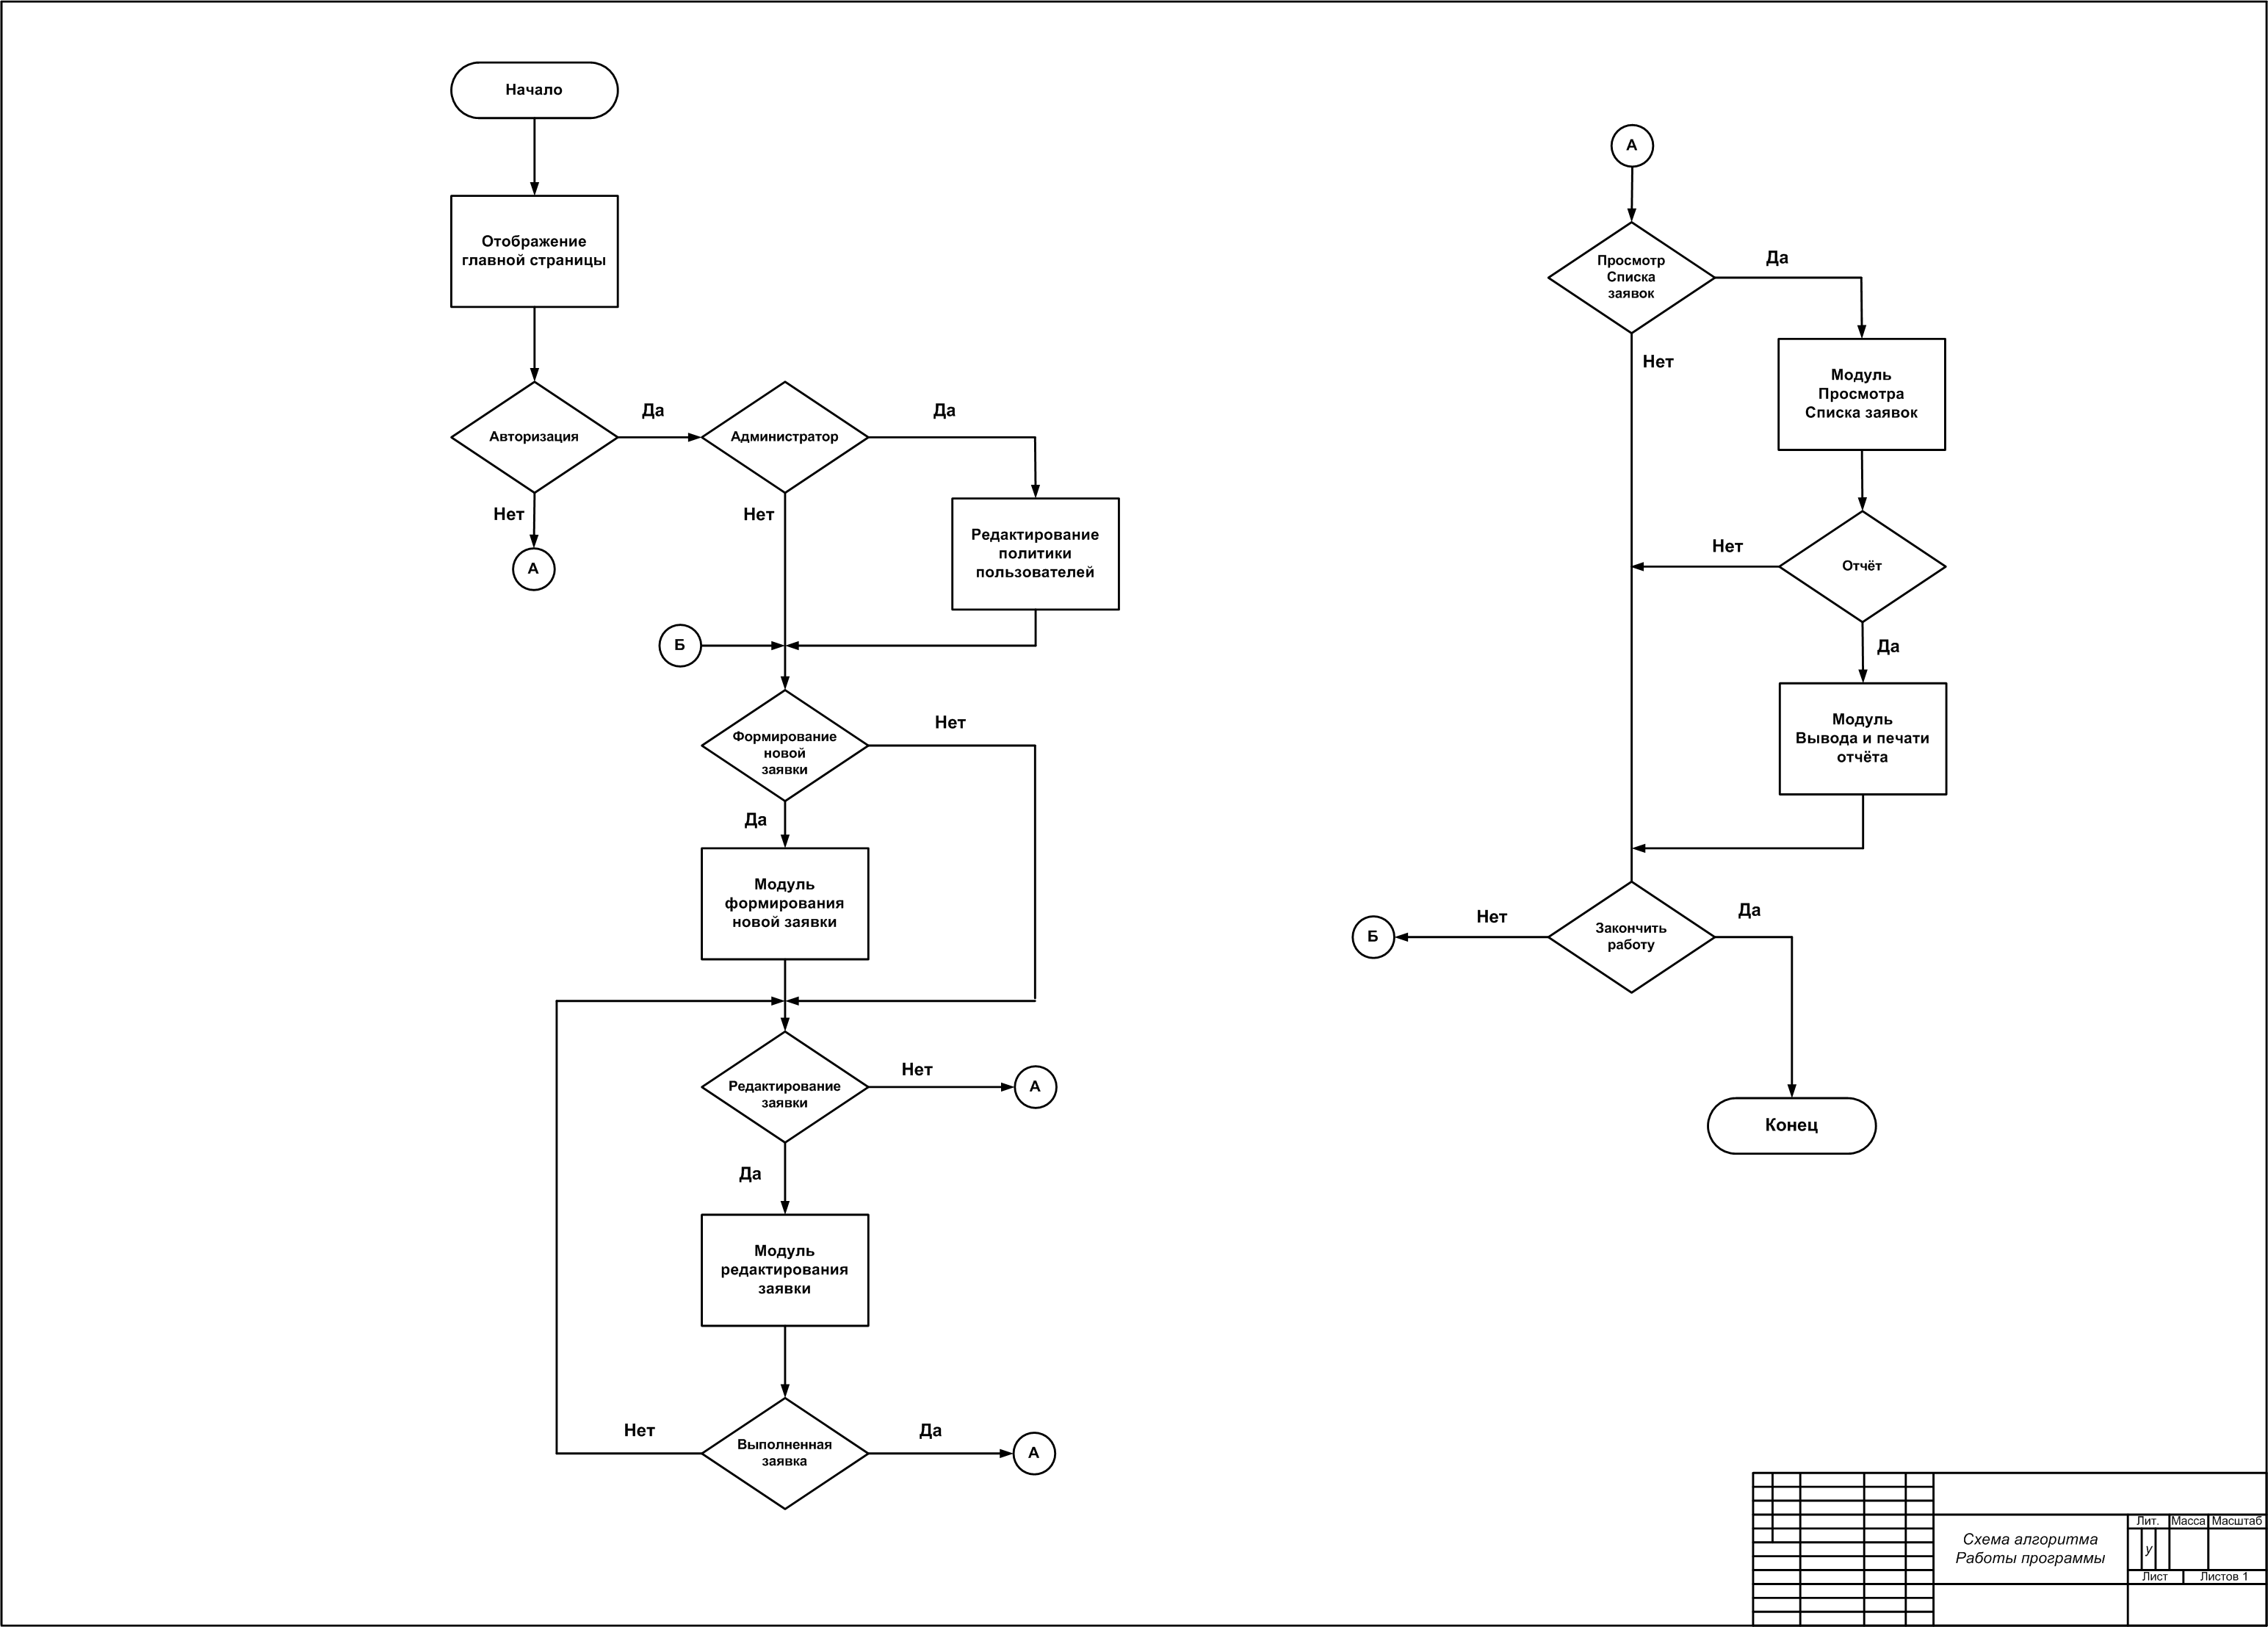 Начало
Отображение
главной страницы
Авторизация
Да
Администратор
Да
Нет
А
Нет
Редактирование
политики
пользователей
Б
Формирование
новой
заявки
Нет
Да
Модуль
формирования
новой заявки
Редактирование
заявки
Нет
А
Да
Модуль
редактирования
заявки
Выполненная
заявка
Нет
Да
А
А
Просмотр
Списка
заявок
Да
Нет
Модуль
Просмотра
Списка заявок
Отчёт
Нет
Да
Модуль
Вывода и печати
отчёта
Закончить
работу
Нет
Б
Да
Конец
Схема алгоритма
Работы программы
Лит. Масса Масштаб
у
Лист Листов 1